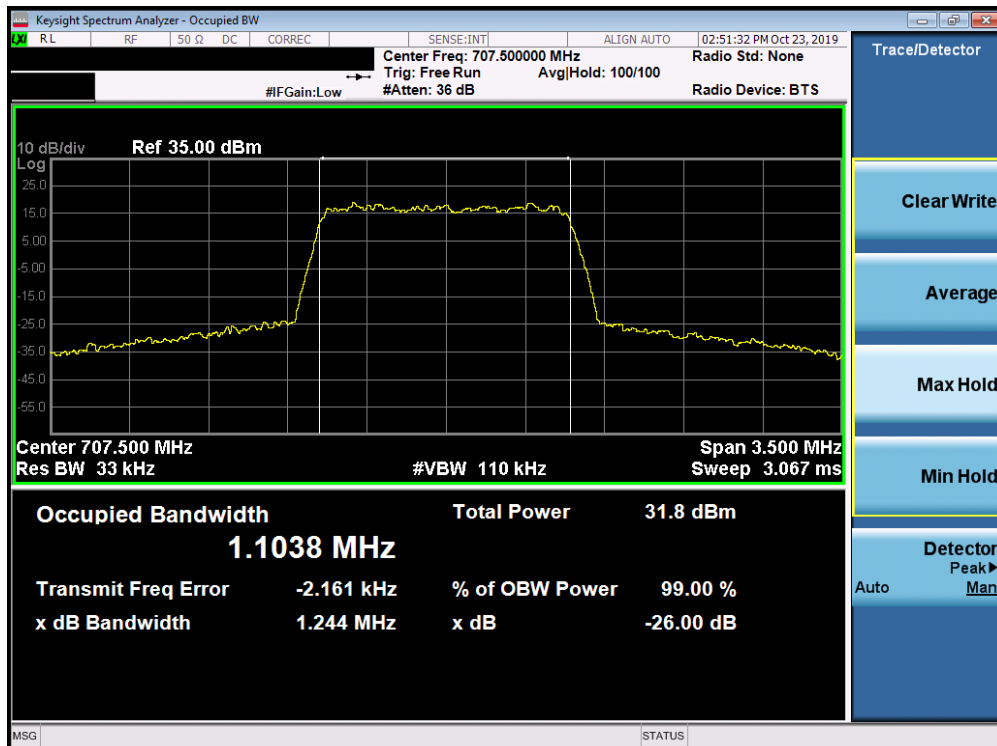 Keysight Spectrum Analyzer - Occupied BW
LXI RL RF 50 Ω DC CORREC SENSE:INT ALIGN AUTO 02:51:32 PM Oct 23, 2019
Center Freq: 707.500000 MHz Radio Std: None
Trig: Free Run Avg|Hold: 100/100
#IFGain:Low #Atten: 36 dB Radio Device: BTS
Trace/Detector
10 dB/div Ref 35.00 dBm
Log
25.0
15.0
5.00
-5.00
-15.0
-25.0
-35.0
-45.0
-55.0
Center 707.500 MHz Span 3.500 MHz
Res BW 33 kHz #VBW 110 kHz Sweep 3.067 ms
Occupied Bandwidth Total Power 31.8 dBm
1.1038 MHz
Transmit Freq Error -2.161 kHz % of OBW Power 99.00 %
x dB Bandwidth 1.244 MHz x dB -26.00 dB
Clear Write
Average
Max Hold
Min Hold
Detector
Peak▶
Auto Man
MSG STATUS